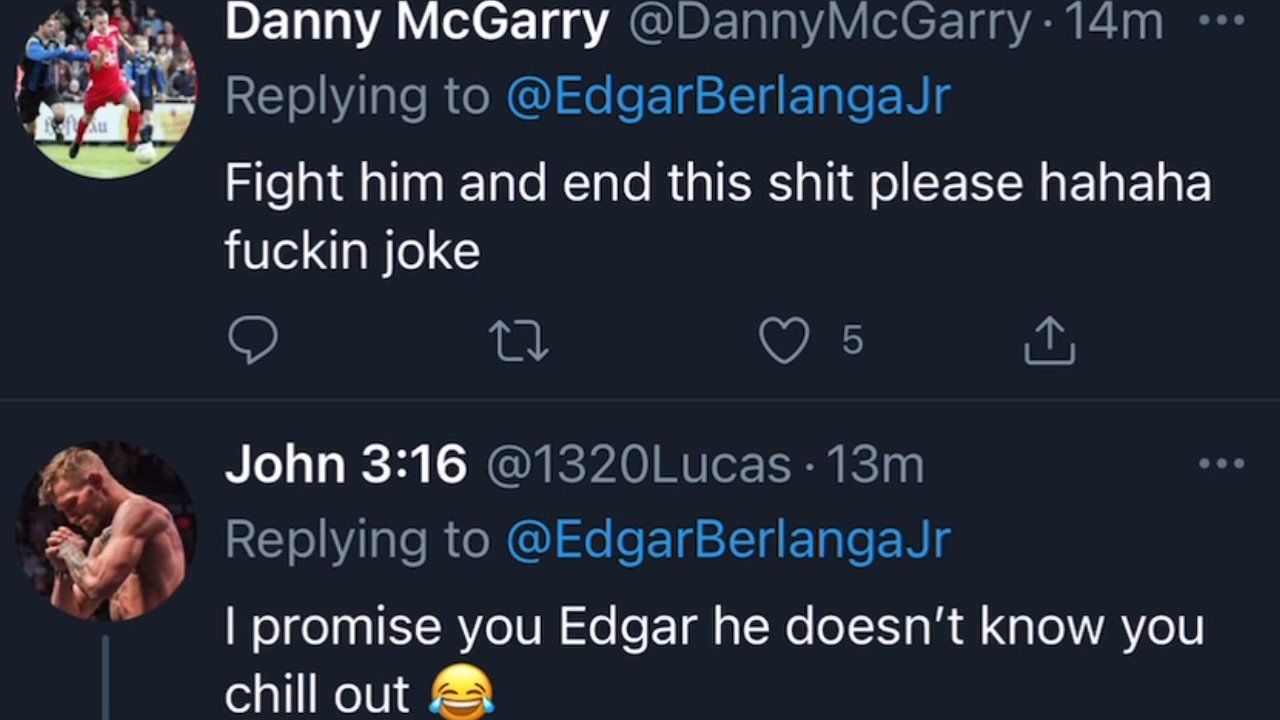 Danny McGarry @DannyMcGarry · 14m
Replying to @EdgarBerlangaJr
Fight him and end this shit please hahaha
fuckin joke
5
John 3:16 @1320Lucas · 13m
Replying to @EdgarBerlangaJr
I promise you Edgar he doesn’t know you
chill out 😂